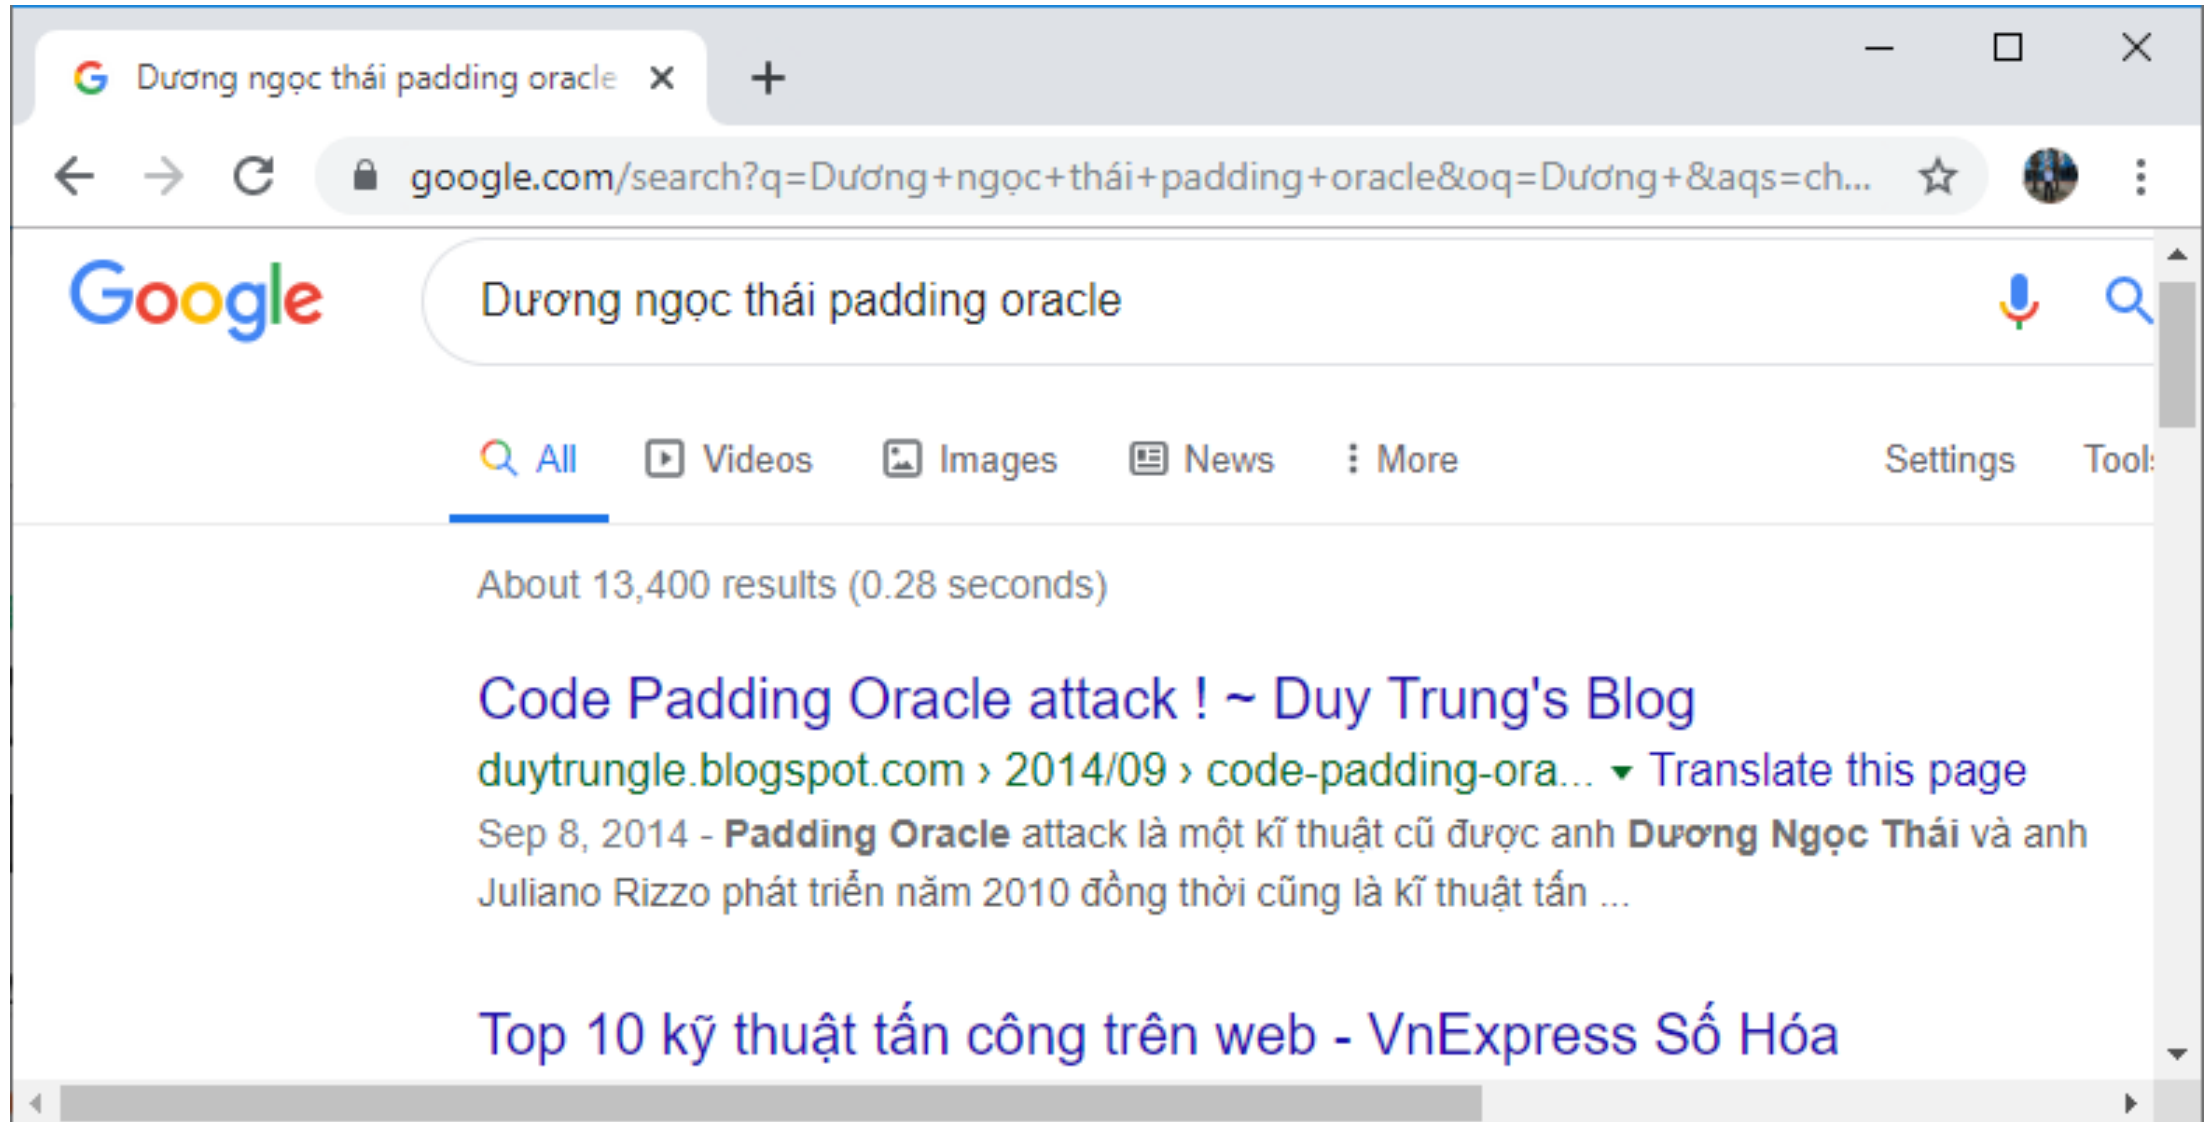 Dương ngọc thái padding oracle
google.com/search?q=Dương+ngọc+thái+padding+oracle&oq=Dương+&aqs=ch...
Google
Dương ngọc thái padding oracle
All Videos Images News More Settings Tools
About 13,400 results (0.28 seconds)
Code Padding Oracle attack ! ~ Duy Trung's Blog
duytrungle.blogspot.com › 2014/09 › code-padding-ora... Translate this page
Sep 8, 2014 - Padding Oracle attack là một kĩ thuật cũ được anh Dương Ngọc Thái và anh
Juliano Rizzo phát triển năm 2010 đồng thời cũng là kĩ thuật tấn ...
Top 10 kỹ thuật tấn công trên web - VnExpress Số Hóa